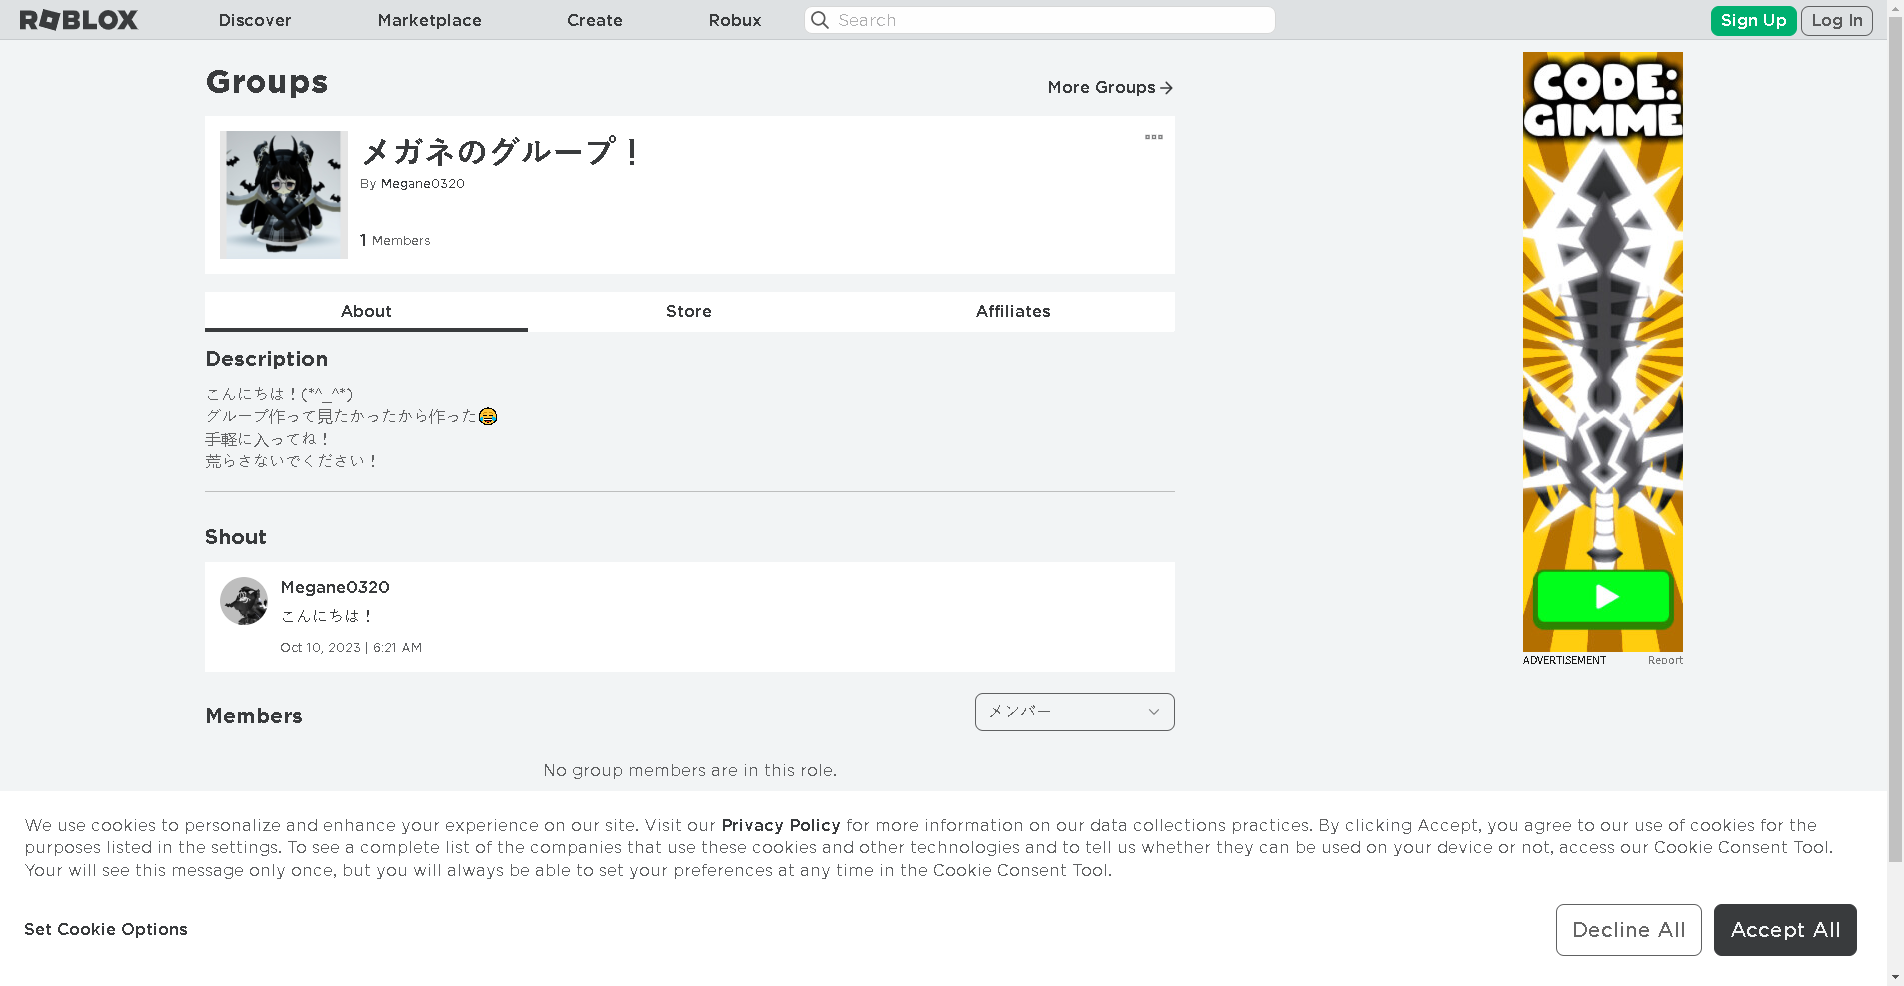 ROBLOX
Discover
Marketplace
Create
Robux
Search
Sign Up
Log In
Groups
More Groups
メガネのグループ！
By Megane0320
1 Members
About
Store
Affiliates
Description
こんにちは！(*^_^*)
グループ作って見たかったから作った😂
手軽に入ってね！
荒らさないでください！
Shout
Megane0320
こんにちは！
Oct 10, 2023 | 6:21 AM
Members
メンバー
No group members are in this role.
CODE:
GIMME
ADVERTISEMENT
Report
We use cookies to personalize and enhance your experience on our site. Visit our Privacy Policy for more information on our data collections practices. By clicking Accept, you agree to our use of cookies for the
purposes listed in the settings. To see a complete list of the companies that use these cookies and other technologies and to tell us whether they can be used on your device or not, access our Cookie Consent Tool.
Your will see this message only once, but you will always be able to set your preferences at any time in the Cookie Consent Tool.
Set Cookie Options
Decline All
Accept All